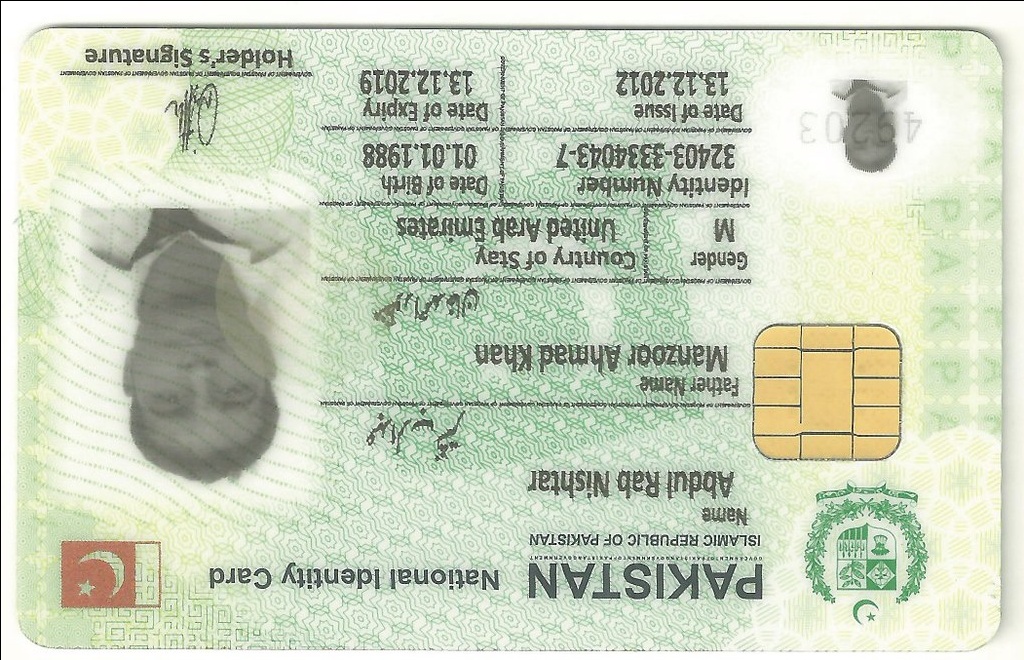 PAKISTAN National Identity Card
ISLAMIC REPUBLIC OF PAKISTAN
Name
Abdul Rab Nishtar
Father Name
Manzoor Ahmad Khan
Gender Country of Stay
M United Arab Emirates
Identity Number Date of Birth
32403-3334043-7 01.01.1988
Date of Issue Date of Expiry
13.12.2012 13.12.2019
Holder's Signature
49203